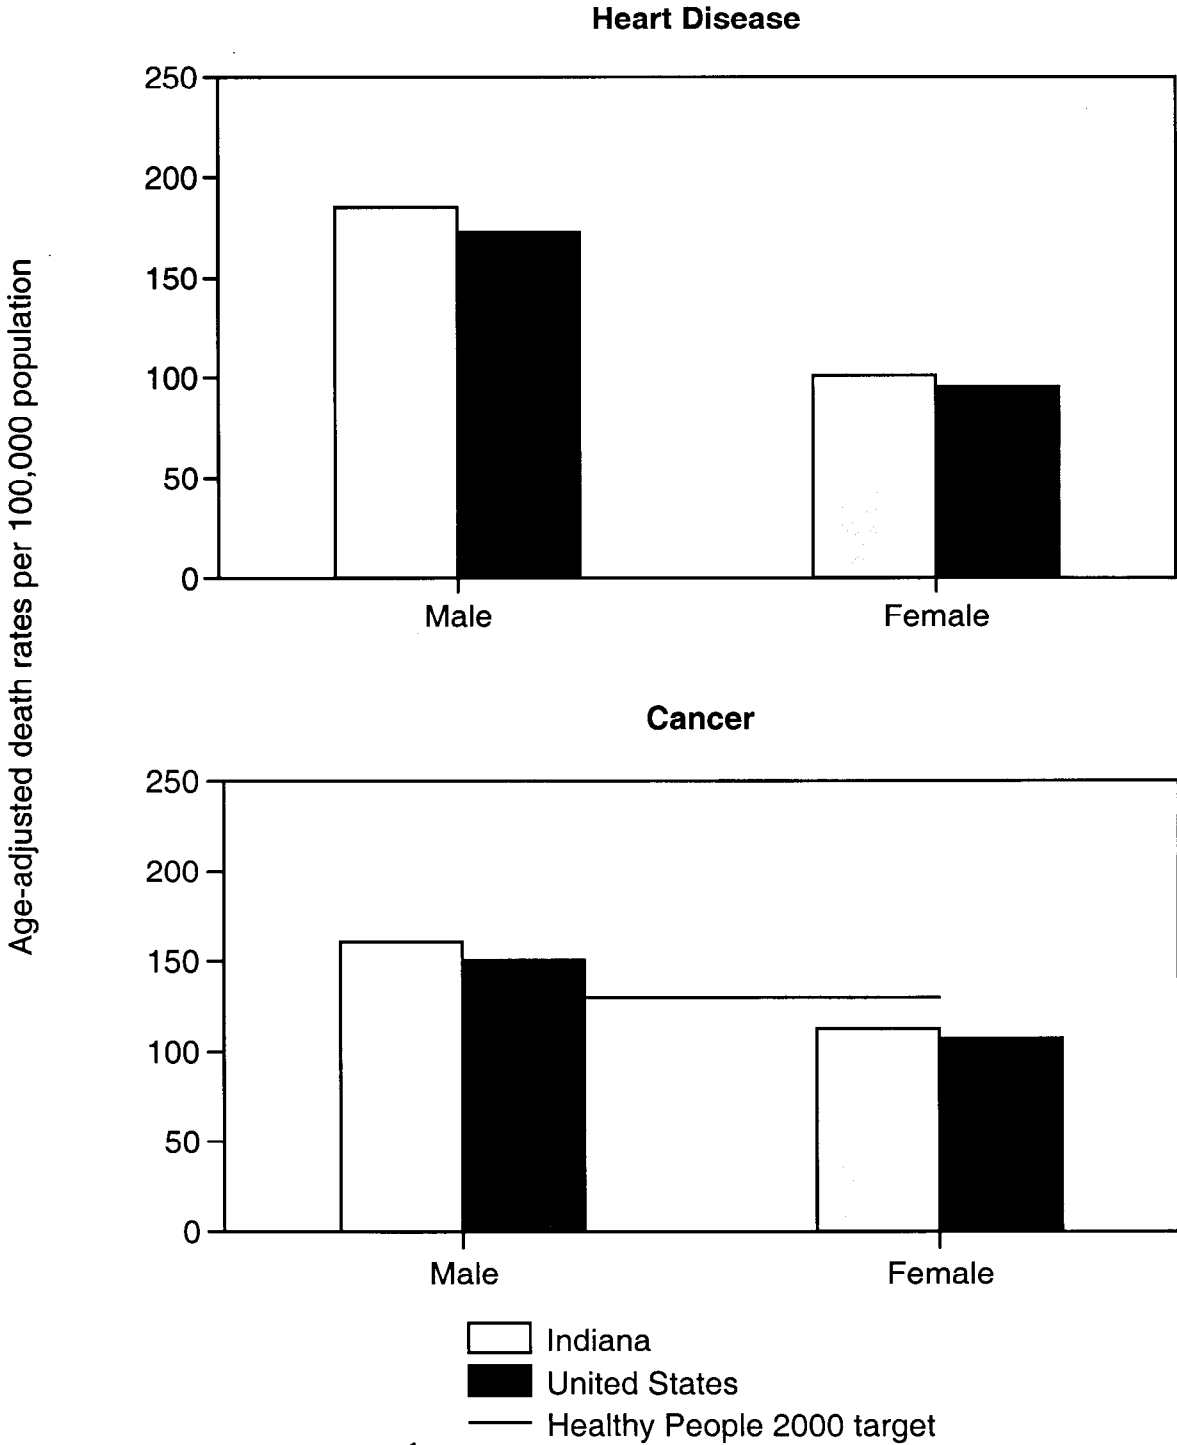 Heart Disease
Age-adjusted death rates per 100,000 population
250
200
150
100
50
0
Male Female
Cancer
250
200
150
100
50
0
Male Female
Indiana
United States
Healthy People 2000 target